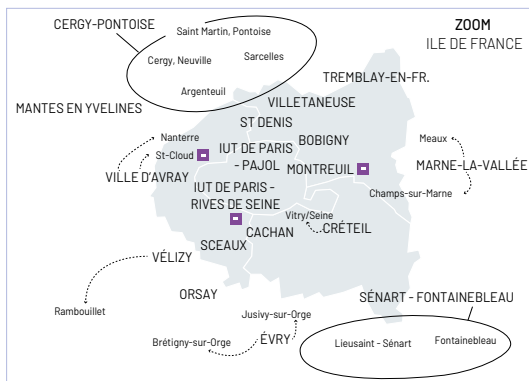 CERGY-PONTOISE
ZOOM
ILE DE FRANCE
Saint Martin, Pontoise
Cergy, Neuville
Sarcelles
Argenteuil
TREMBLAY-EN-FR.
MANTES EN YVELINES
VILLETANEUSE
ST DENIS
BOBIGNY
Nanterre
St-Cloud
VILLE D'AVRAY
IUT DE PARIS
- PAJOL
MONTREUIL
Meaux
MARNE-LA-VALLÉE
Champs-sur-Marne
IUT DE PARIS -
RIVES DE SEINE
Vitry/Seine
CRÉTEIL
CACHAN
SCEAUX
VÉLIZY
ORSAY
Rambouillet
SÉNART - FONTAINEBLEAU
Jusivy-sur-Orge
Brétigny-sur-Orge
ÉVRY
Lieusaint - Sénart
Fontainebleau